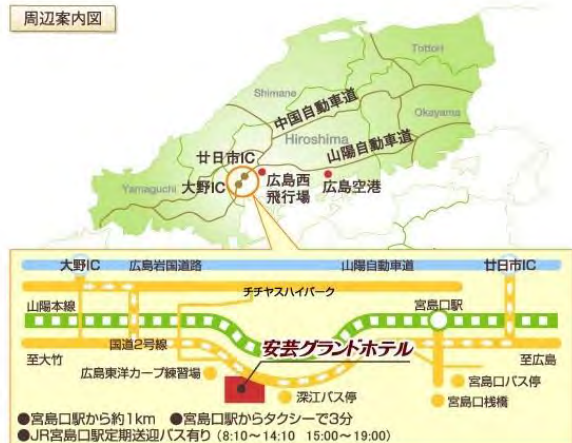 周辺案内図
Tottori
Shimane
中国自動車道
Okayama
Hiroshima
山陽自動車道
廿日市IC
Yamaguchi
大野IC
広島西
飛行場
広島空港
大野IC
広島岩国道路
山陽自動車道
廿日市IC
チチヤスハイパーク
山陽本線
宮島口駅
国道2号線
安芸グランドホテル
至大竹
至広島
広島東洋カープ練習場
深江バス停
宮島口バス停
宮島口桟橋
●宮島口駅から約1km ●宮島口駅からタクシーで3分
●JR宮島口駅定期送迎バス有り (8:10～14:10 15:00～19:00)